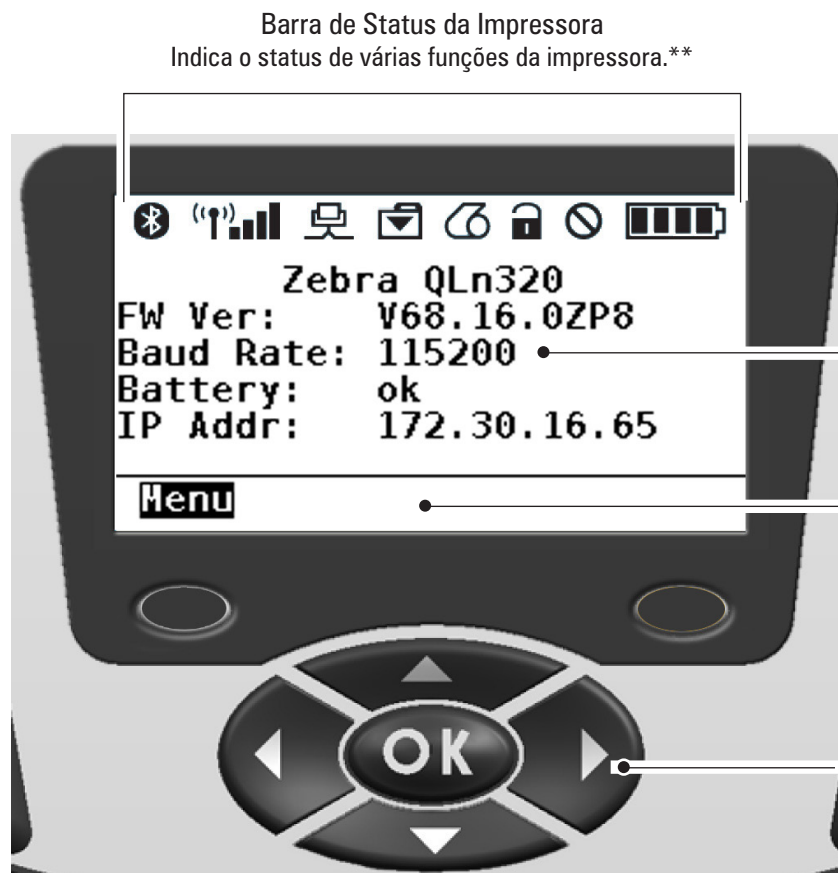 Barra de Status da Impressora
Indica o status de várias funções da impressora.**
Zebra QLn320
FW Ver: V68.16.0ZP8
Baud Rate: 115200
Battery: ok
IP Addr: 172.30.16.65
Menu
OK